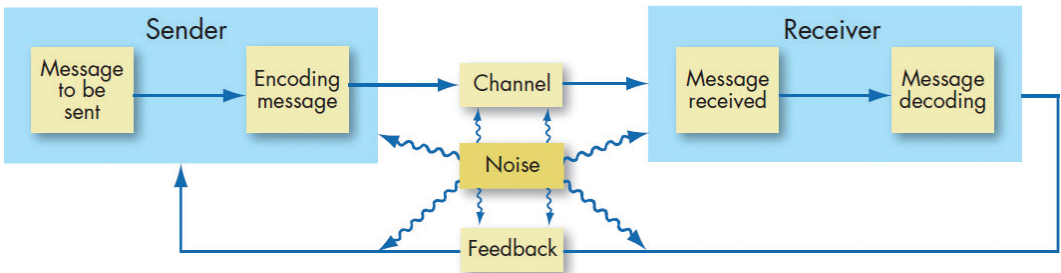 Sender
Message
to be
sent
Encoding
message
Channel
Noise
Feedback
Receiver
Message
received
Message
decoding